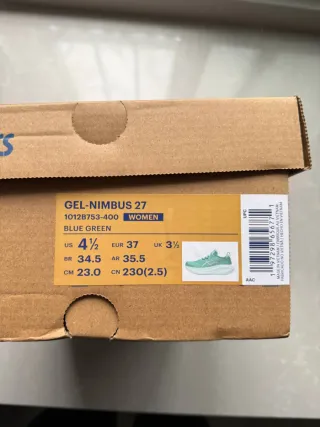 GEL-NIMBUS 27
1012B753-400 WOMEN
BLUE GREEN
US 4½ EUR 37 UK 3½
BR 34.5 AR 35.5
CM 23.0 CN 230(2.5)
UPC
AAC